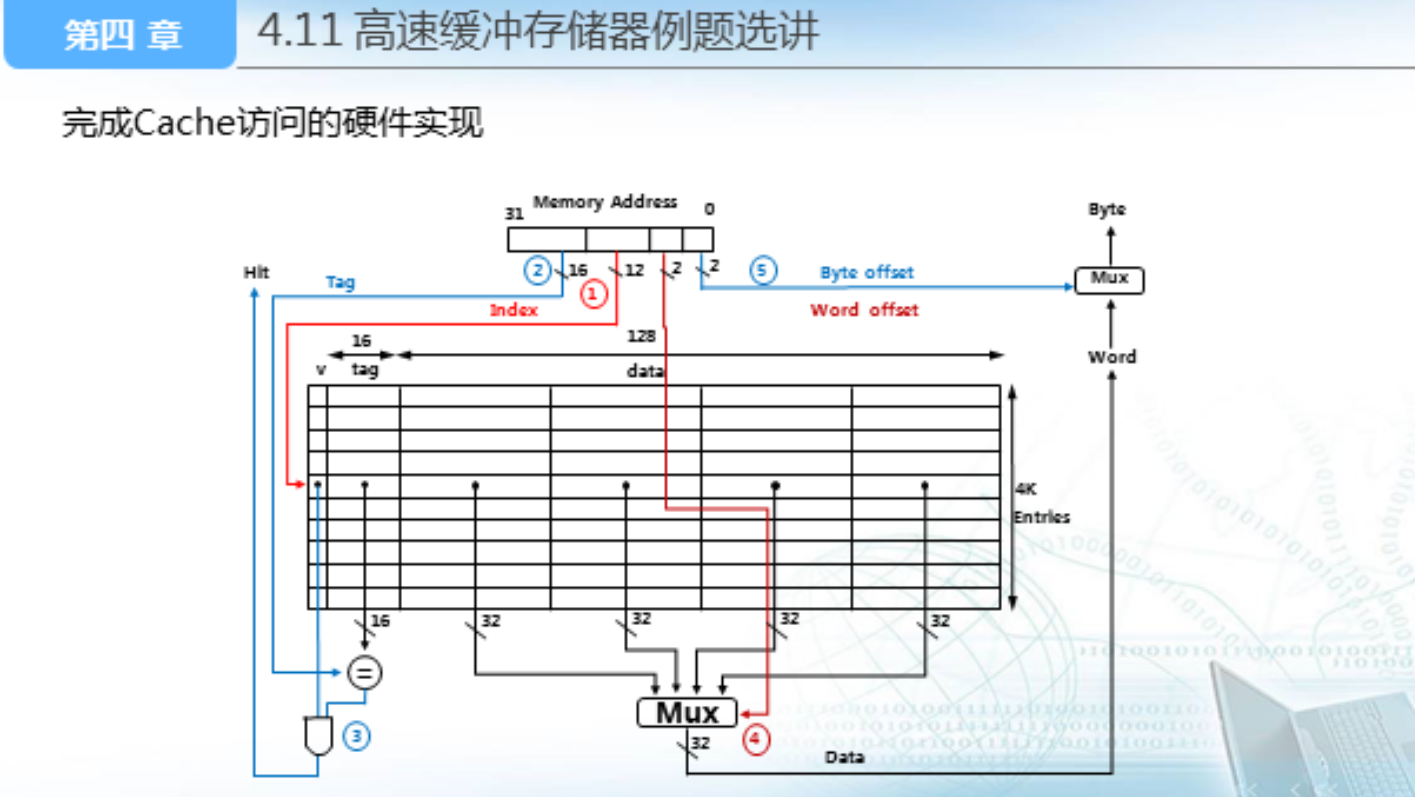 第四 章
4.11 高速缓冲存储器例题选讲
完成Cache访问的硬件实现
31 Memory Address 0
Byte
② 16 ① 12 2 2 ⑤ Byte offset Mux
Hit Tag
Index Word offset
16 128 Word
v tag data
4K
Entries
16 32 32 32 32
=
③ Mux ④
32 Data